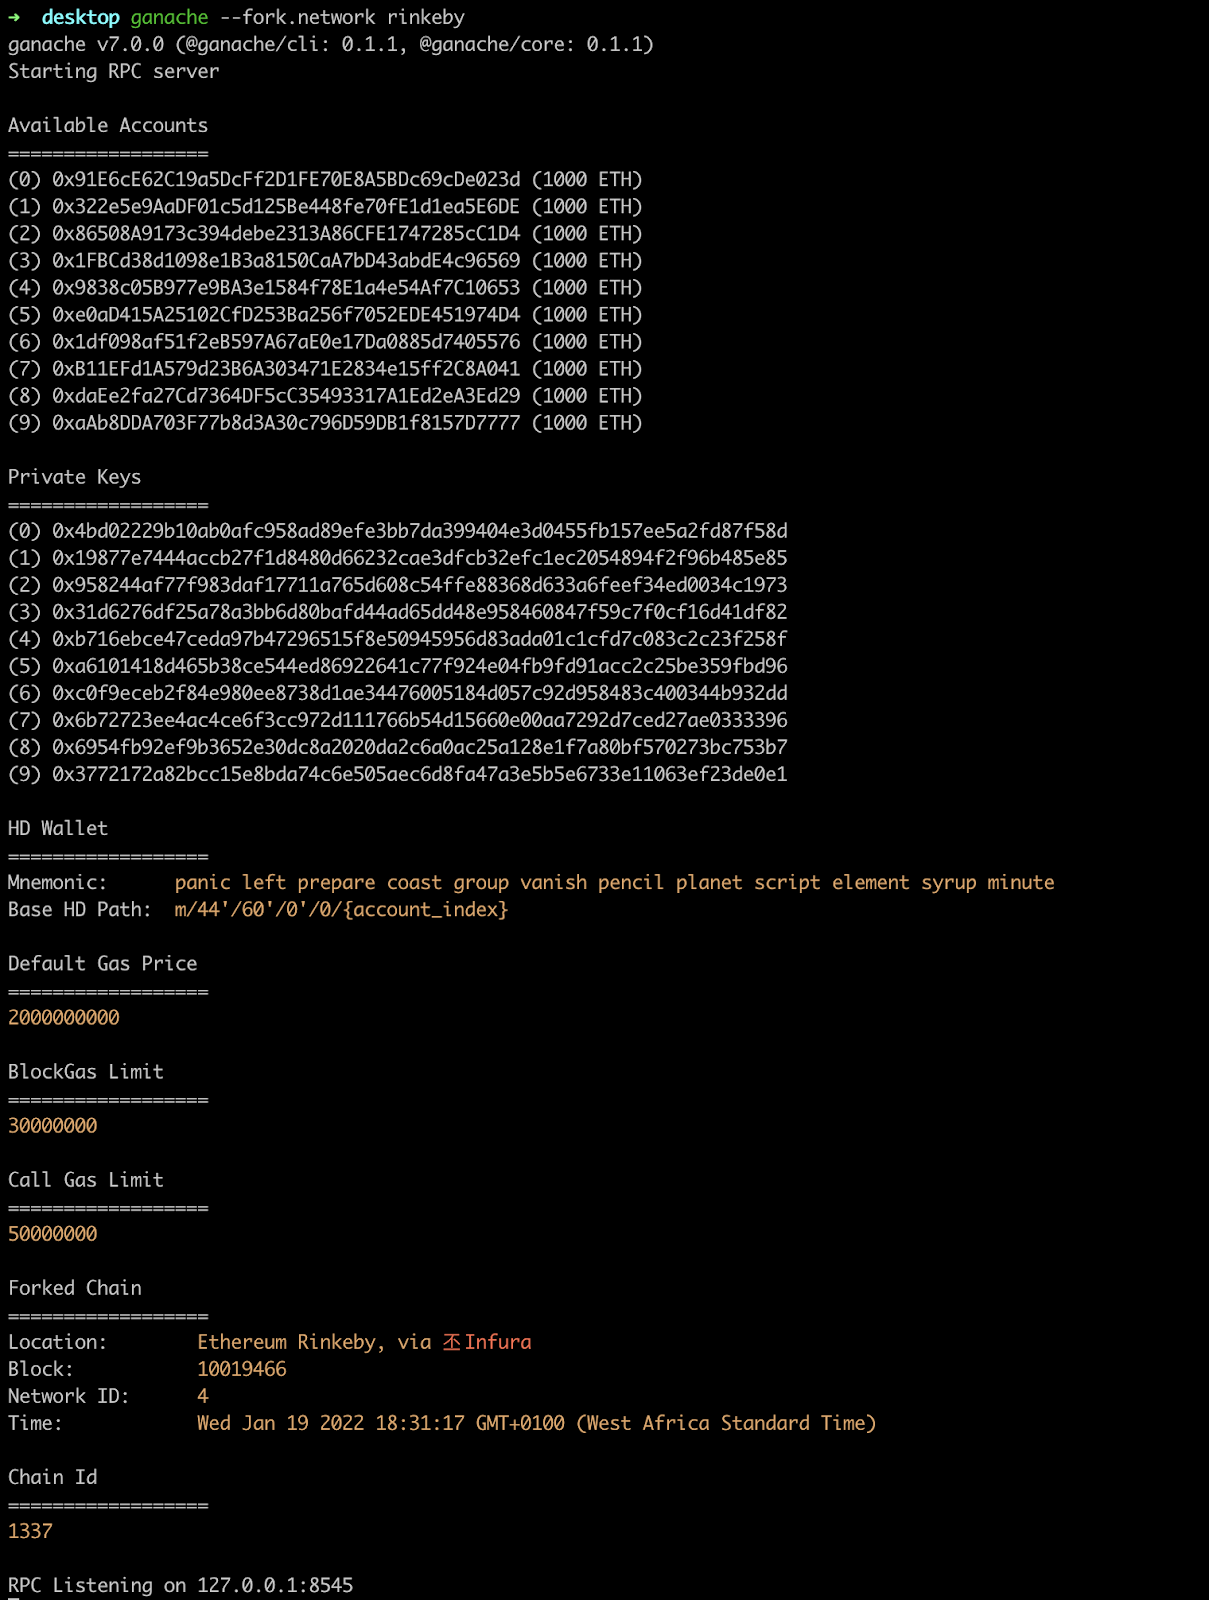 ➜ desktop ganache --fork.network rinkeby
ganache v7.0.0 (@ganache/cli: 0.1.1, @ganache/core: 0.1.1)
Starting RPC server
Available Accounts
==================
(0) 0x91E6cE62C19a5DcFf2D1FE70E8A5BDc69cDe023d (1000 ETH)
(1) 0x322e5e9AaDF01c5d125Be448fe70fE1d1ea5E6DE (1000 ETH)
(2) 0x86508A9173c394debe2313A86CFE1747285cC1D4 (1000 ETH)
(3) 0x1FBCd38d1098e1B3a8150CaA7bD43abdE4c96569 (1000 ETH)
(4) 0x9838c05B977e9BA3e1584f78E1a4e54Af7C10653 (1000 ETH)
(5) 0xe0aD415A25102CfD253Ba256f7052EDE451974D4 (1000 ETH)
(6) 0x1df098af51f2eB597A67aE0e17Da0885d7405576 (1000 ETH)
(7) 0xB11EFd1A579d23B6A303471E2834e15ff2C8A041 (1000 ETH)
(8) 0xdaEe2fa27Cd7364DF5cC35493317A1Ed2eA3Ed29 (1000 ETH)
(9) 0xaAb8DDA703F77b8d3A30c796D59DB1f8157D7777 (1000 ETH)
Private Keys
==================
(0) 0x4bd02229b10ab0afc958ad89efe3bb7da399404e3d0455fb157ee5a2fd87f58d
(1) 0x19877e7444accb27f1d8480d66232cae3dfcb32efc1ec2054894f2f96b485e85
(2) 0x958244af77f983daf17711a765d608c54ffe88368d633a6feef34ed0034c1973
(3) 0x31d6276df25a78a3bb6d80bafd44ad65dd48e958460847f59c7f0cf16d41df82
(4) 0xb716ebce47ceda97b47296515f8e50945956d83ada01c1cfd7c083c2c23f258f
(5) 0xa6101418d465b38ce544ed86922641c77f924e04fb9fd91acc2c25be359fbd96
(6) 0xc0f9eceb2f84e980ee8738d1ae34476005184d057c92d958483c400344b932dd
(7) 0x6b72723ee4ac4ce6f3cc972d111766b54d15660e00aa7292d7ced27ae0333396
(8) 0x6954fb92ef9b3652e30dc8a2020da2c6a0ac25a128e1f7a80bf570273bc753b7
(9) 0x3772172a82bcc15e8bda74c6e505aec6d8fa47a3e5b5e6733e11063ef23de0e1
HD Wallet
==================
Mnemonic: panic left prepare coast group vanish pencil planet script element syrup minute
Base HD Path: m/44'/60'/0'/0/{account_index}
Default Gas Price
==================
2000000000
BlockGas Limit
==================
30000000
Call Gas Limit
==================
50000000
Forked Chain
==================
Location: Ethereum Rinkeby, via 丕Infura
Block: 10019466
Network ID: 4
Time: Wed Jan 19 2022 18:31:17 GMT+0100 (West Africa Standard Time)
Chain Id
==================
1337
RPC Listening on 127.0.0.1:8545